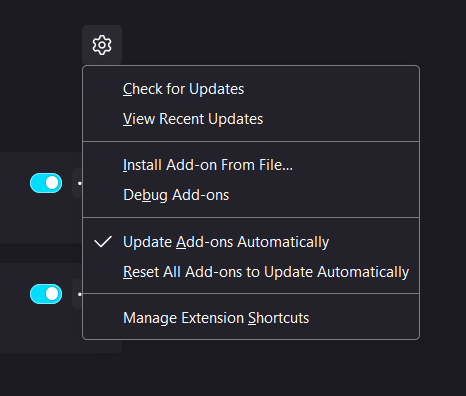 Check for Updates
View Recent Updates
Install Add-on From File...
Debug Add-ons
Update Add-ons Automatically
Reset All Add-ons to Update Automatically
Manage Extension Shortcuts